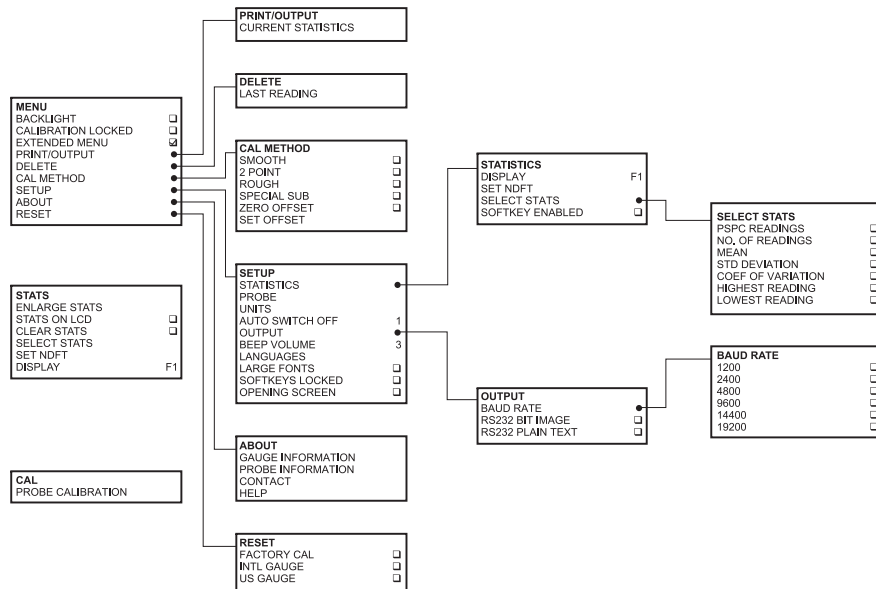 PRINT/OUTPUT
CURRENT STATISTICS
DELETE
LAST READING
MENU
BACKLIGHT
CALIBRATION LOCKED
EXTENDED MENU
PRINT/OUTPUT
DELETE
CAL METHOD
SETUP
ABOUT
RESET
CAL METHOD
SMOOTH
2 POINT
ROUGH
SPECIAL SUB
ZERO OFFSET
SET OFFSET
STATISTICS
DISPLAY F1
SET NDFT
SELECT STATS
SOFTKEY ENABLED
SELECT STATS
PSPC READINGS
NO. OF READINGS
MEAN
STD DEVIATION
COEF OF VARIATION
HIGHEST READING
LOWEST READING
STATS
ENLARGE STATS
STATS ON LCD
CLEAR STATS
SELECT STATS
SET NDFT
DISPLAY F1
SETUP
STATISTICS
PROBE
UNITS
AUTO SWITCH OFF 1
OUTPUT
BEEP VOLUME 3
LANGUAGES
LARGE FONTS
SOFTKEYS LOCKED
OPENING SCREEN
OUTPUT
BAUD RATE
RS232 BIT IMAGE
RS232 PLAIN TEXT
BAUD RATE
1200
2400
4800
9600
14400
19200
ABOUT
GAUGE INFORMATION
PROBE INFORMATION
CONTACT
HELP
CAL
PROBE CALIBRATION
RESET
FACTORY CAL
INTL GAUGE
US GAUGE